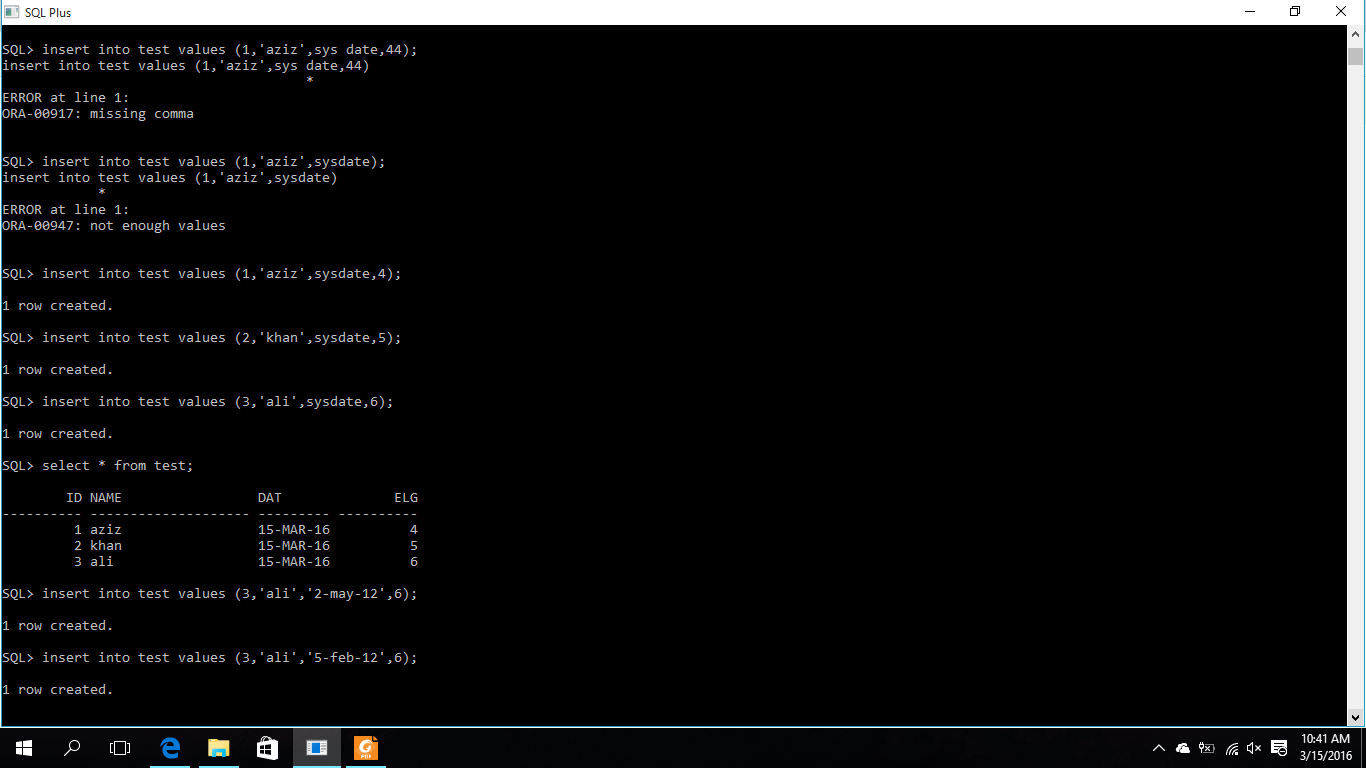 SQL Plus
SQL> insert into test values (1,'aziz',sys date,44);
insert into test values (1,'aziz',sys date,44)
*
ERROR at line 1:
ORA-00917: missing comma
SQL> insert into test values (1,'aziz',sysdate);
insert into test values (1,'aziz',sysdate)
*
ERROR at line 1:
ORA-00947: not enough values
SQL> insert into test values (1,'aziz',sysdate,4);
1 row created.
SQL> insert into test values (2,'khan',sysdate,5);
1 row created.
SQL> insert into test values (3,'ali',sysdate,6);
1 row created.
SQL> select * from test;
ID NAME DAT ELG
---------- -------------------- --------- ----------
1 aziz 15-MAR-16 4
2 khan 15-MAR-16 5
3 ali 15-MAR-16 6
SQL> insert into test values (3,'ali','2-may-12',6);
1 row created.
SQL> insert into test values (3,'ali','5-feb-12',6);
1 row created.
PDF
10:41 AM
3/15/2016